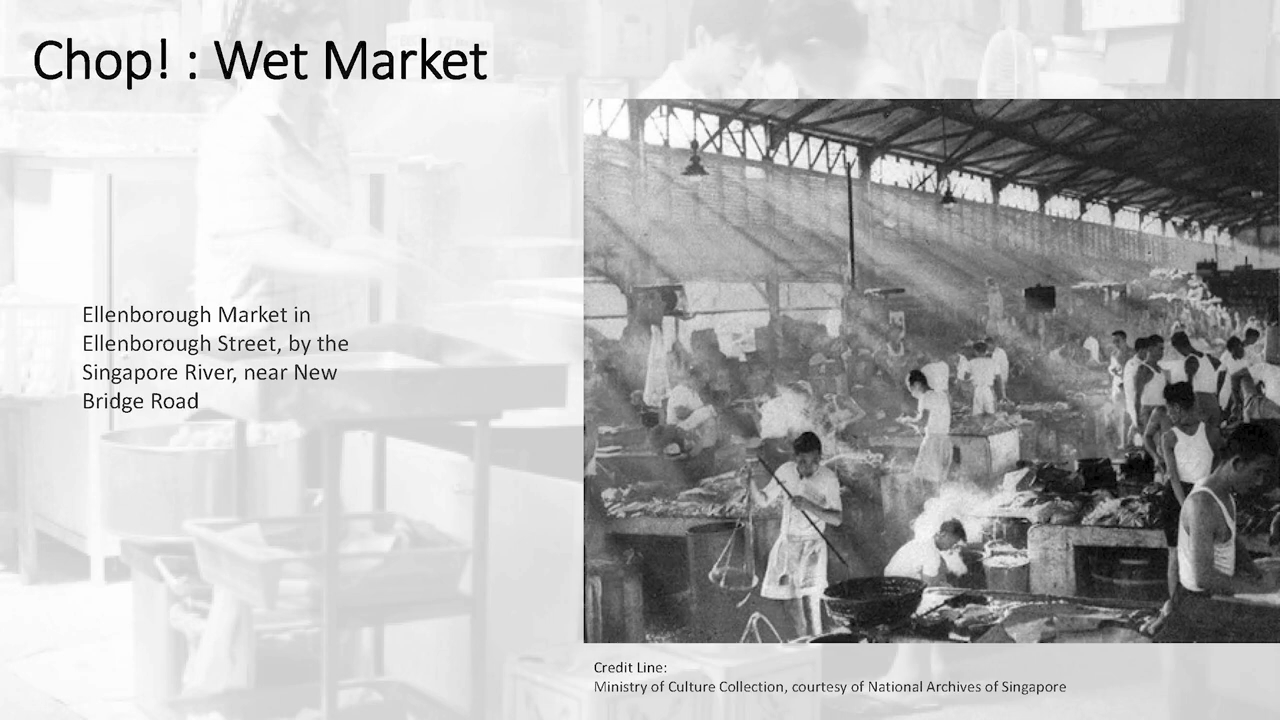 Chop! : Wet Market
Ellenborough Market in
Ellenborough Street, by the
Singapore River, near New
Bridge Road
Credit Line:
Ministry of Culture Collection, courtesy of National Archives of Singapore